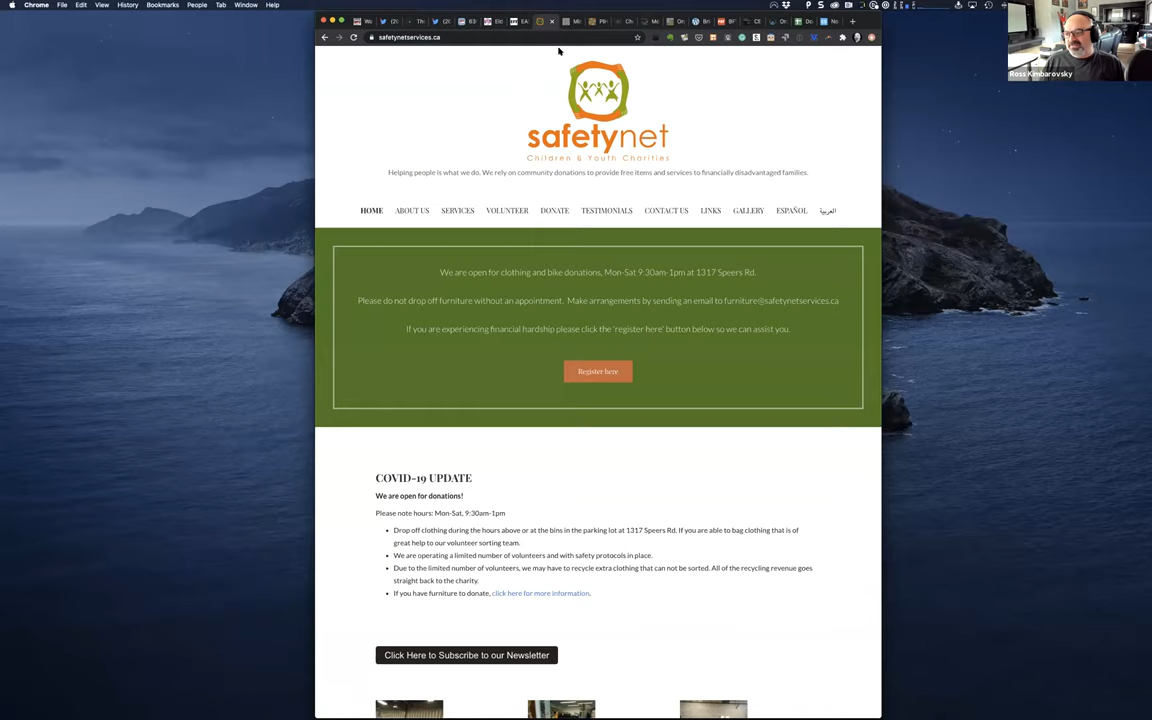 Chrome File Edit View History Bookmarks People Tab Window Help
safetynetservices.ca
Ross Kimbarovsky
safetynet
Children & Youth Charities
Helping people is what we do. We rely on community donations to provide free items and services to financially disadvantaged families.
HOME ABOUT US SERVICES VOLUNTEER DONATE TESTIMONIALS CONTACT US LINKS GALLERY ESPAÑOL العربية
We are open for clothing and bike donations, Mon-Sat 9:30am-1pm at 1317 Speers Rd.
Please do not drop off furniture without an appointment. Make arrangements by sending an email to furniture@safetynetservices.ca
If you are experiencing financial hardship please click the 'register here' button below so we can assist you.
Register here
COVID-19 UPDATE
We are open for donations!
Please note hours: Mon-Sat, 9:30am-1pm
• Drop off clothing during the hours above or at the bins in the parking lot at 1317 Speers Rd. If you are able to bag clothing that is of
great help to our volunteer sorting team.
• We are operating a limited number of volunteers and with safety protocols in place.
• Due to the limited number of volunteers, we may have to recycle extra clothing that can not be sorted. All of the recycling revenue goes
straight back to the charity.
• If you have furniture to donate, click here for more information.
Click Here to Subscribe to our Newsletter